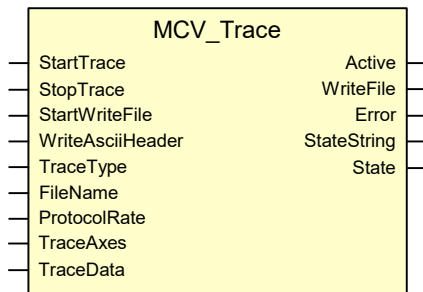 MCV_Trace
StartTrace Active
StopTrace WriteFile
StartWriteFile Error
WriteAsciiHeader StateString
TraceType State
FileName
ProtocolRate
TraceAxes
TraceData